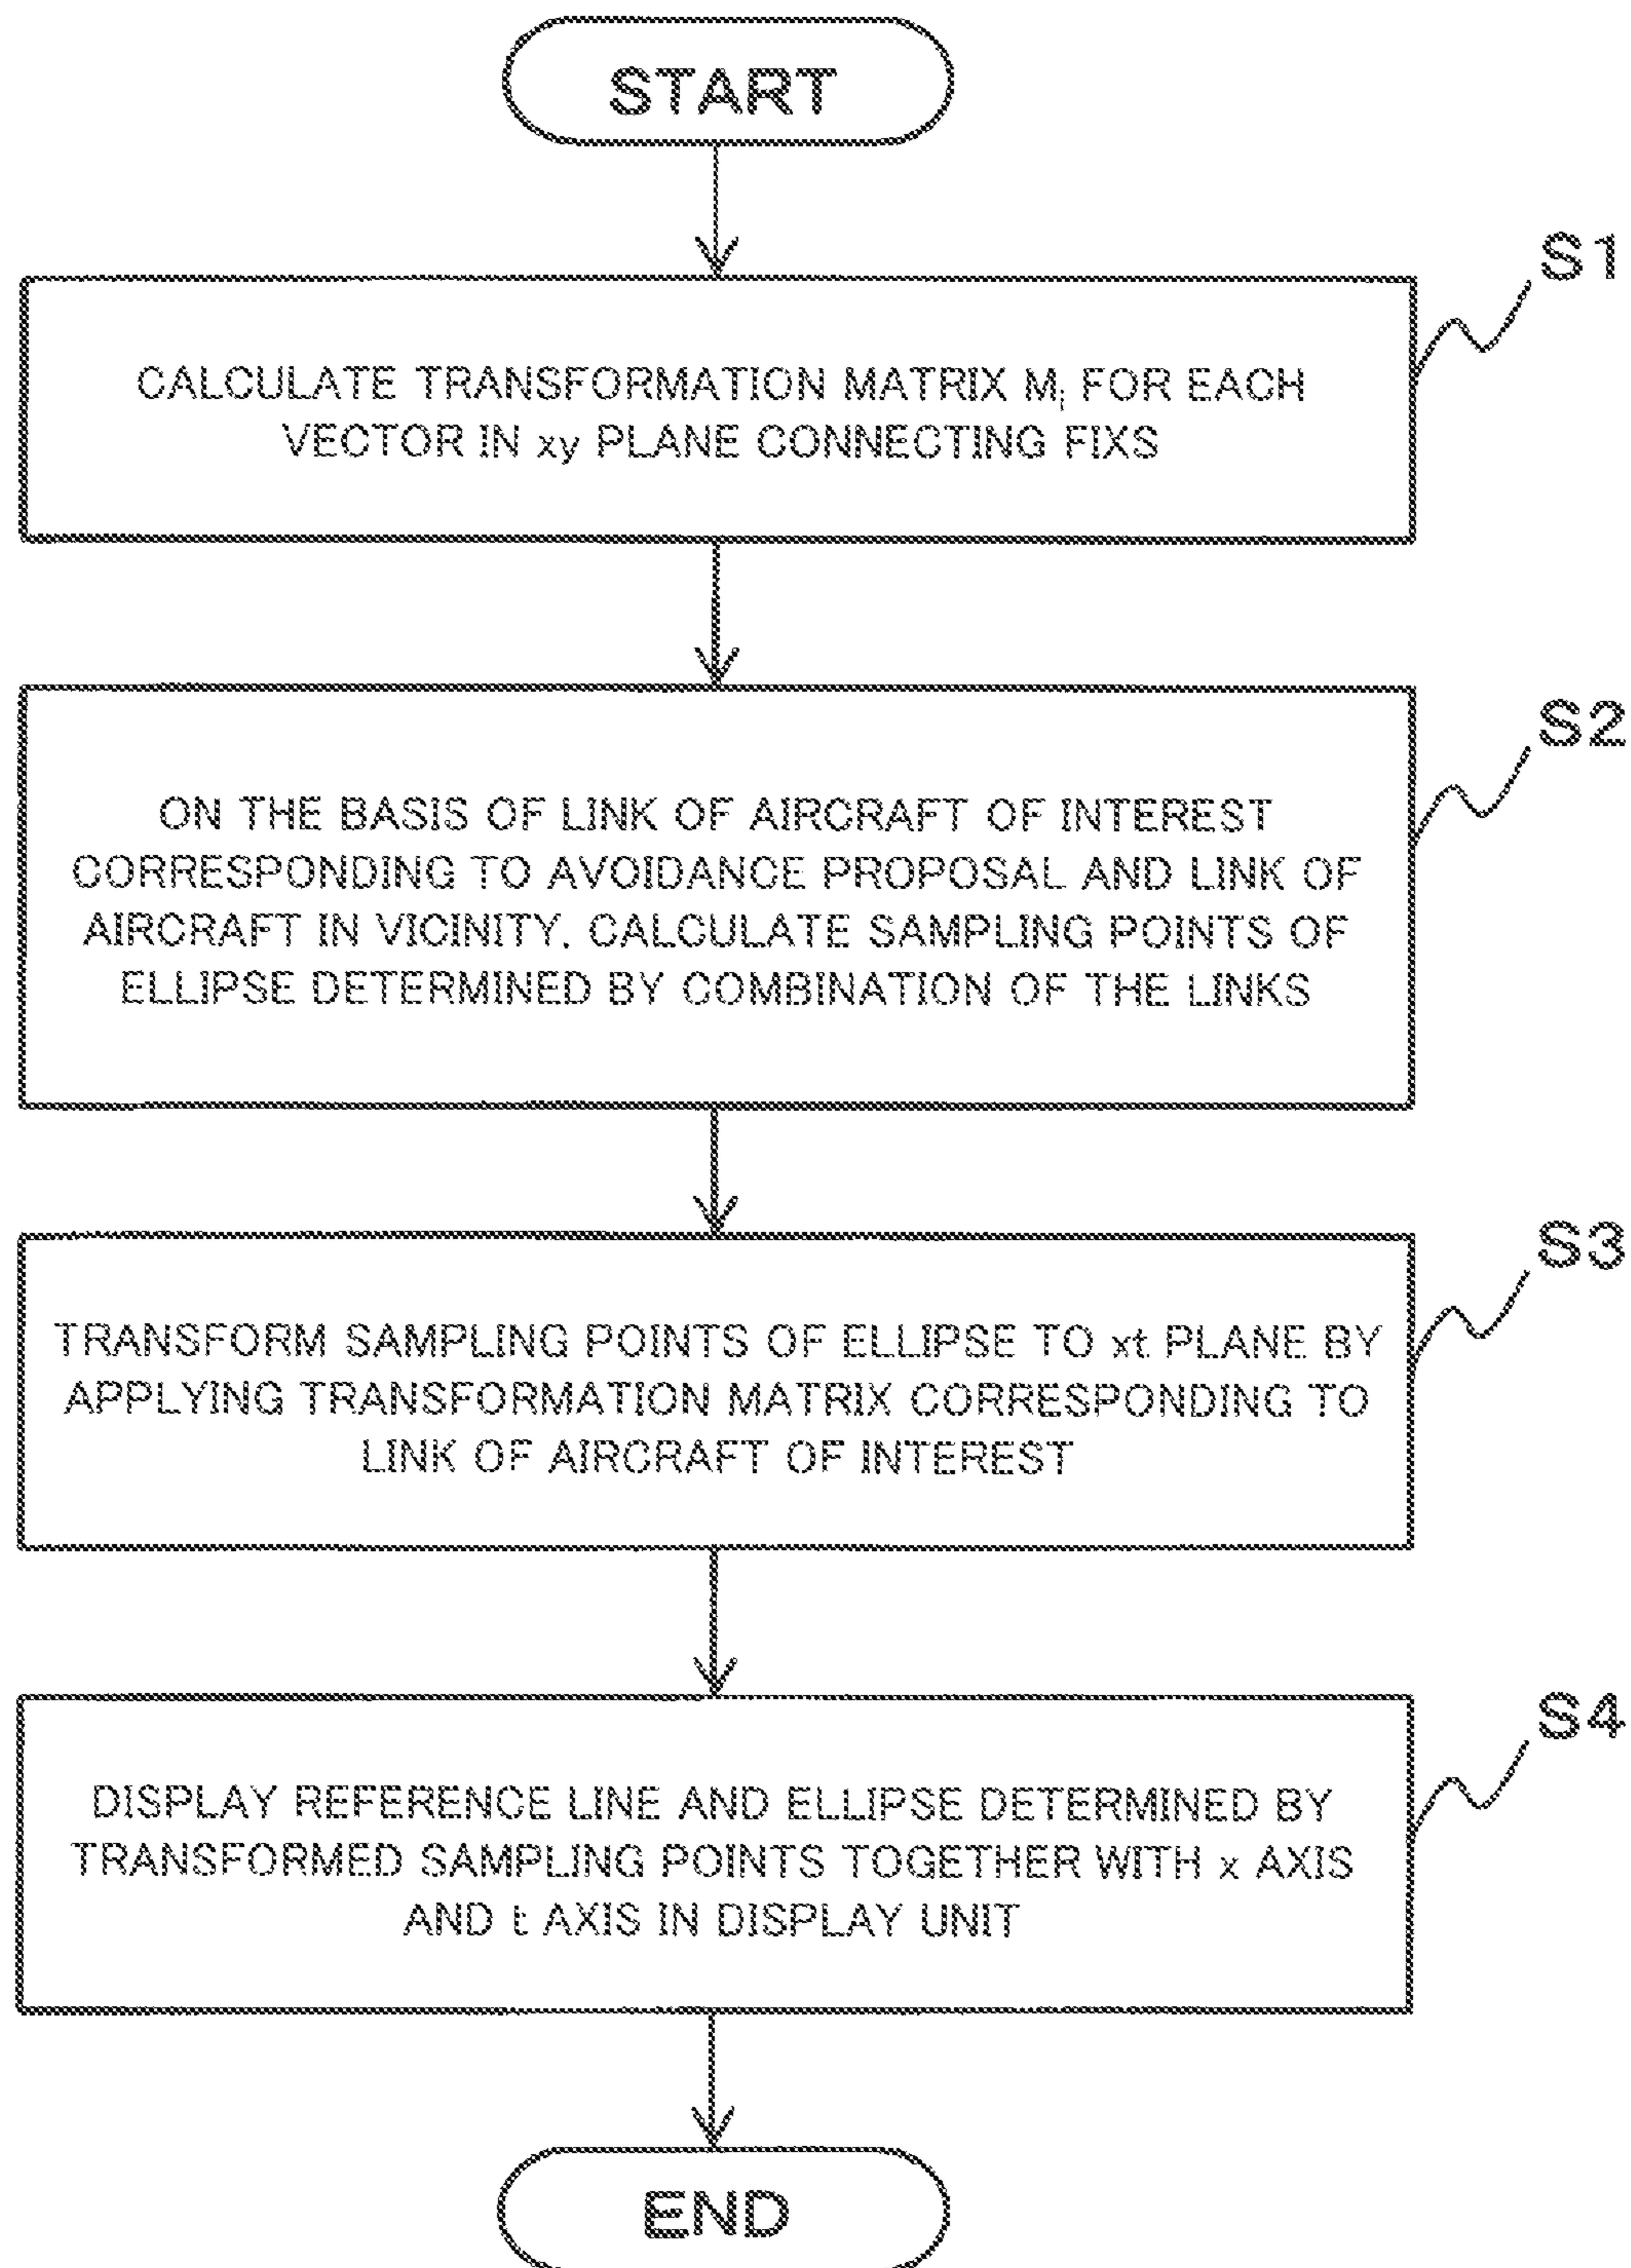 START
S1
CALCULATE TRANSFORMATION MATRIX Mi FOR EACH
VECTOR IN xy PLANE CONNECTING FIXS
S2
ON THE BASIS OF LINK OF AIRCRAFT OF INTEREST
CORRESPONDING TO AVOIDANCE PROPOSAL AND LINK OF
AIRCRAFT IN VICINITY. CALCULATE SAMPLING POINTS OF
ELLIPSE DETERMINED BY COMBINATION OF THE LINKS
S3
TRANSFORM SAMPLING POINTS OF ELLIPSE TO xt PLANE BY
APPLYING TRANSFORMATION MATRIX CORRESPONDING TO
LINK OF AIRCRAFT OF INTEREST
S4
DISPLAY REFERENCE LINE AND ELLIPSE DETERMINED BY
TRANSFORMED SAMPLING POINTS TOGETHER WITH x AXIS
AND t AXIS IN DISPLAY UNIT
END